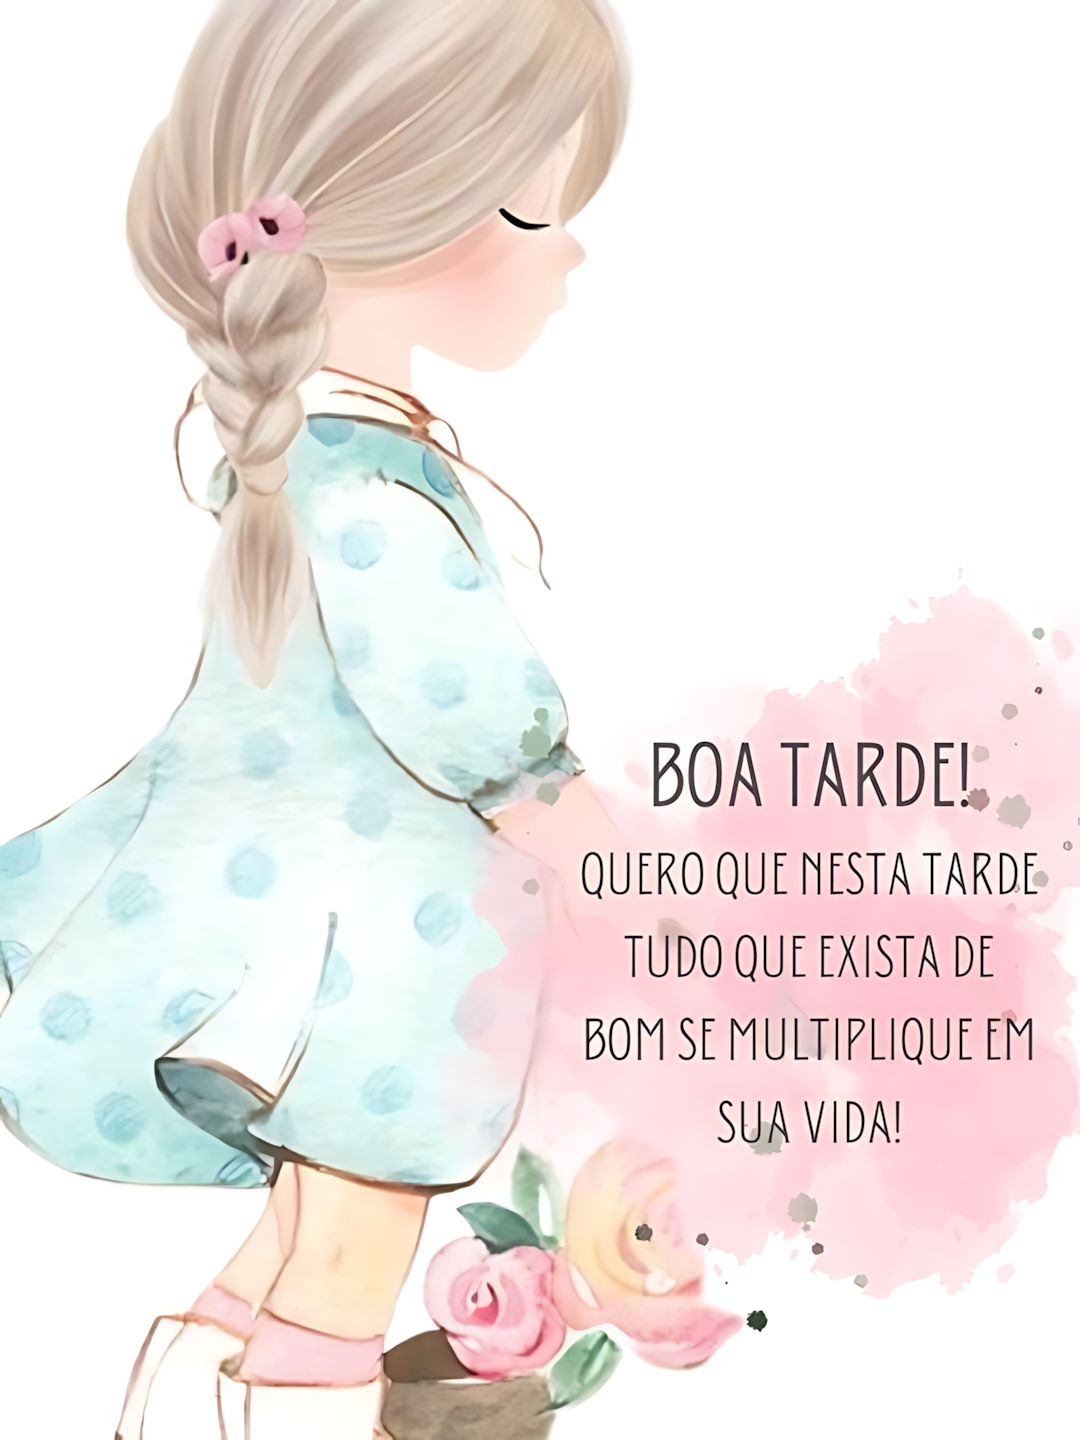 BOA TARDE!
QUERO QUE NESTA TARDE
TUDO QUE EXISTA DE
BOM SE MULTIPLIQUE EM
SUA VIDA!